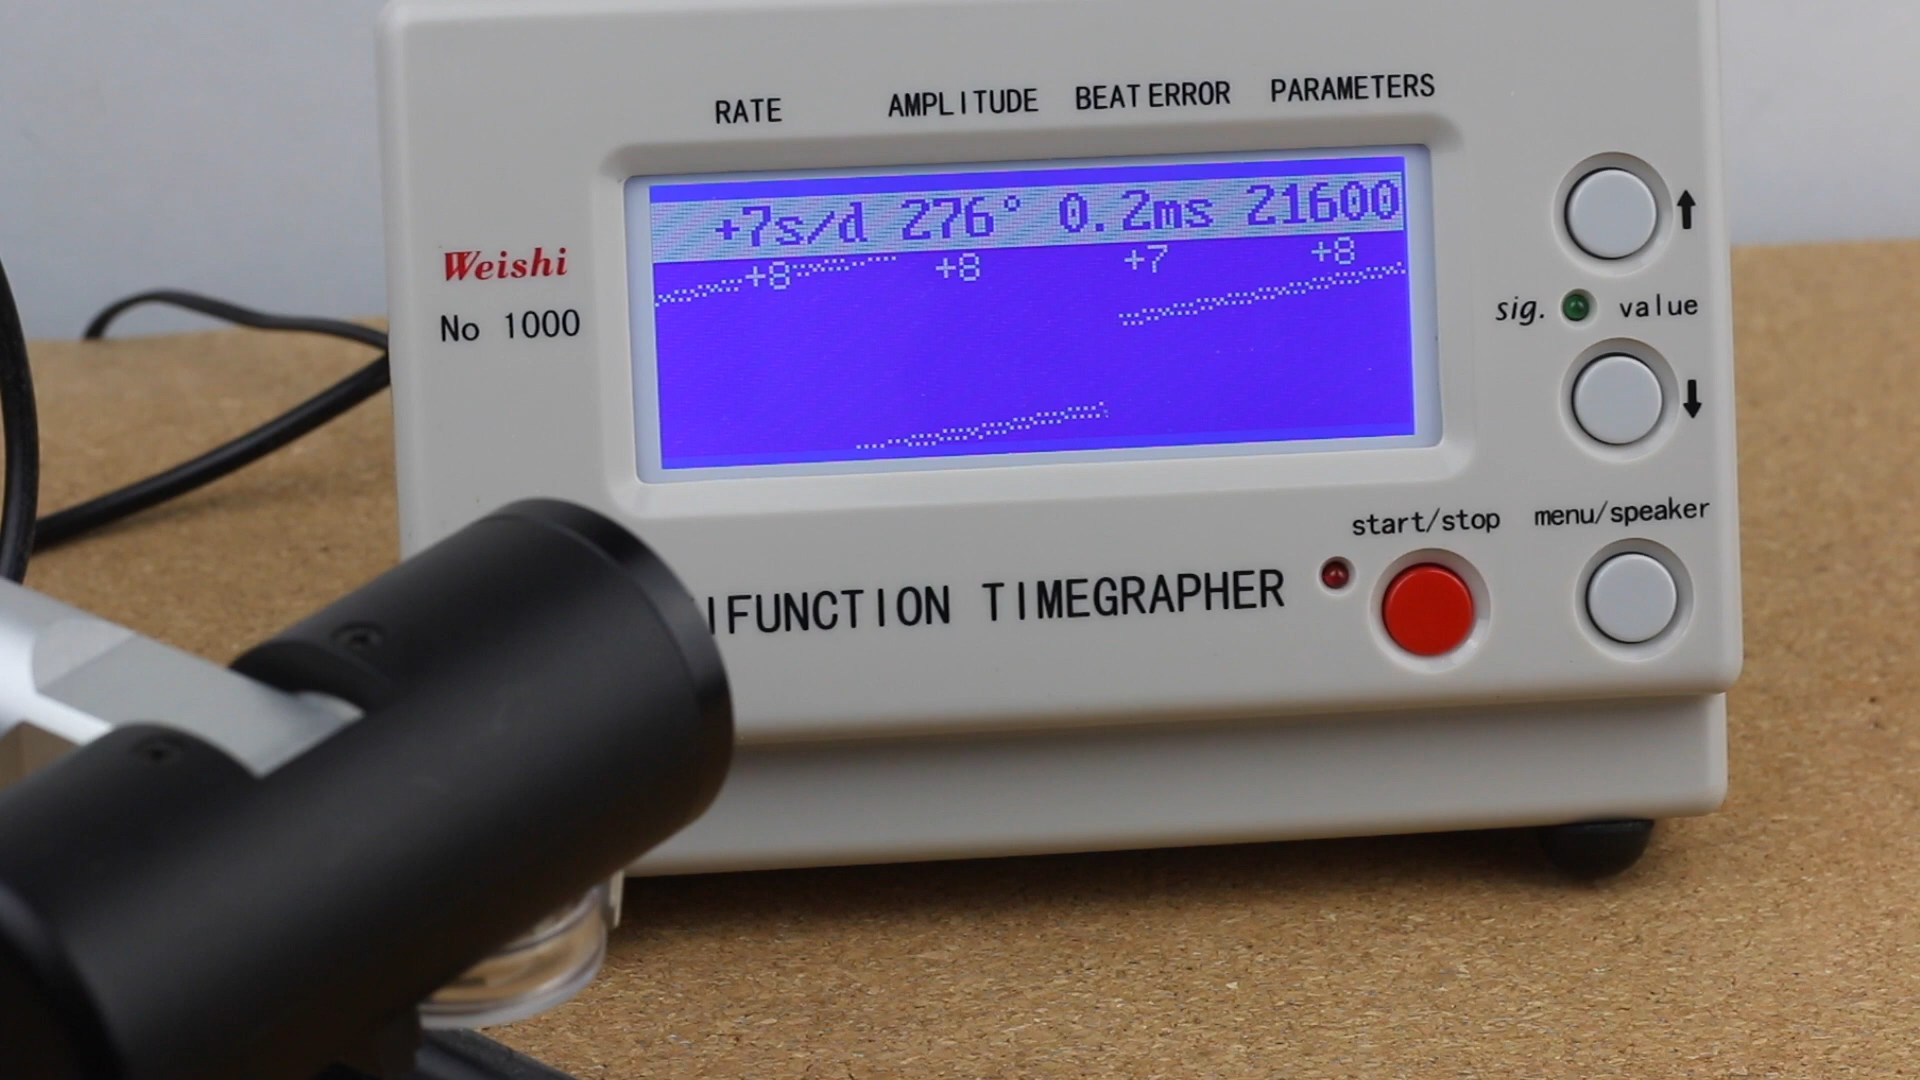 RATE AMPLITUDE BEAT ERROR PARAMETERS
+7s/d 276° 0.2ms 21600
+8 +8 +7 +8
Weishi
No 1000
sig. value
start/stop menu/speaker
IFUNCTION TIMEGRAPHER